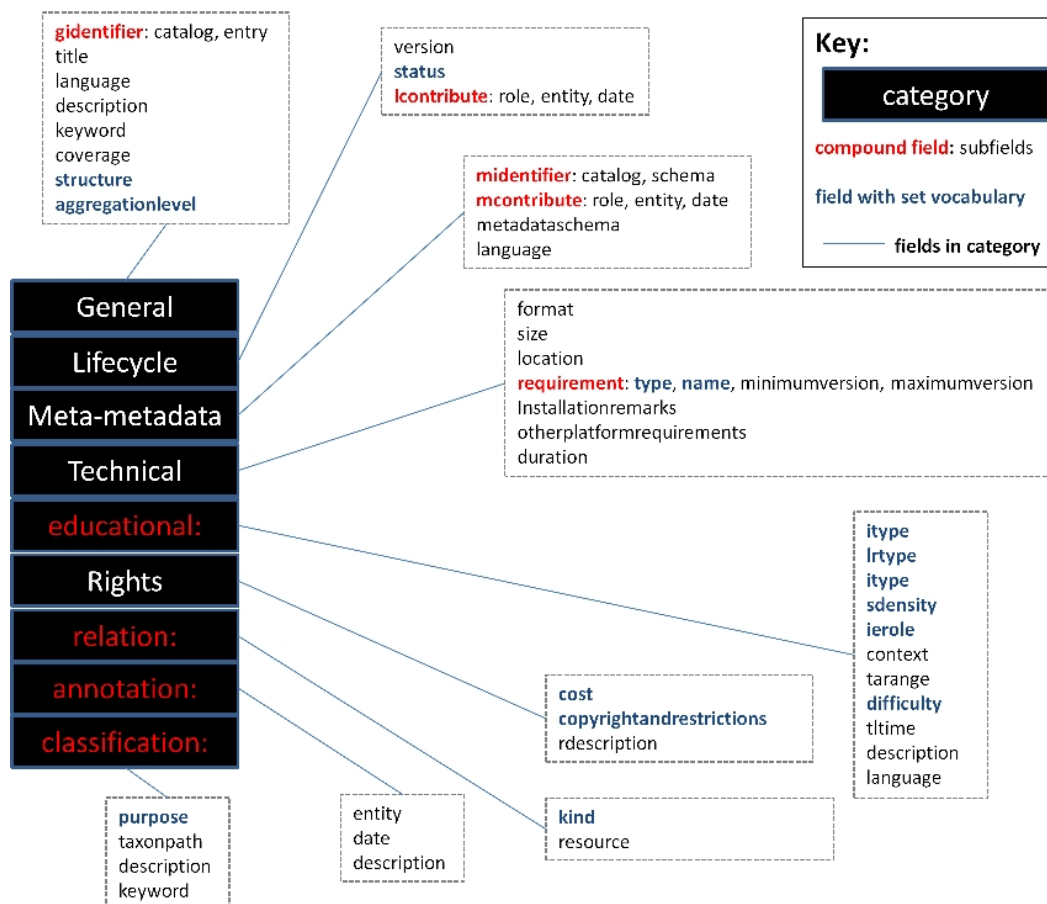 gidentifier: catalog, entry
title
language
description
keyword
coverage
structure
aggregationlevel
version
status
lcontribute: role, entity, date
Key:
category
compound field: subfields
field with set vocabulary
fields in category
midentifier: catalog, schema
mcontribute: role, entity, date
metadataschema
language
General
Lifecycle
Meta-metadata
Technical
educational:
Rights
relation:
annotation:
classification:
format
size
location
requirement: type, name, minimumversion, maximumversion
Installationremarks
otherplatformrequirements
duration
itype
lrtype
itype
sdensity
ierole
context
tarange
difficulty
tltime
description
language
cost
copyrightandrestrictions
rdescription
kind
resource
entity
date
description
purpose
taxonpath
description
keyword